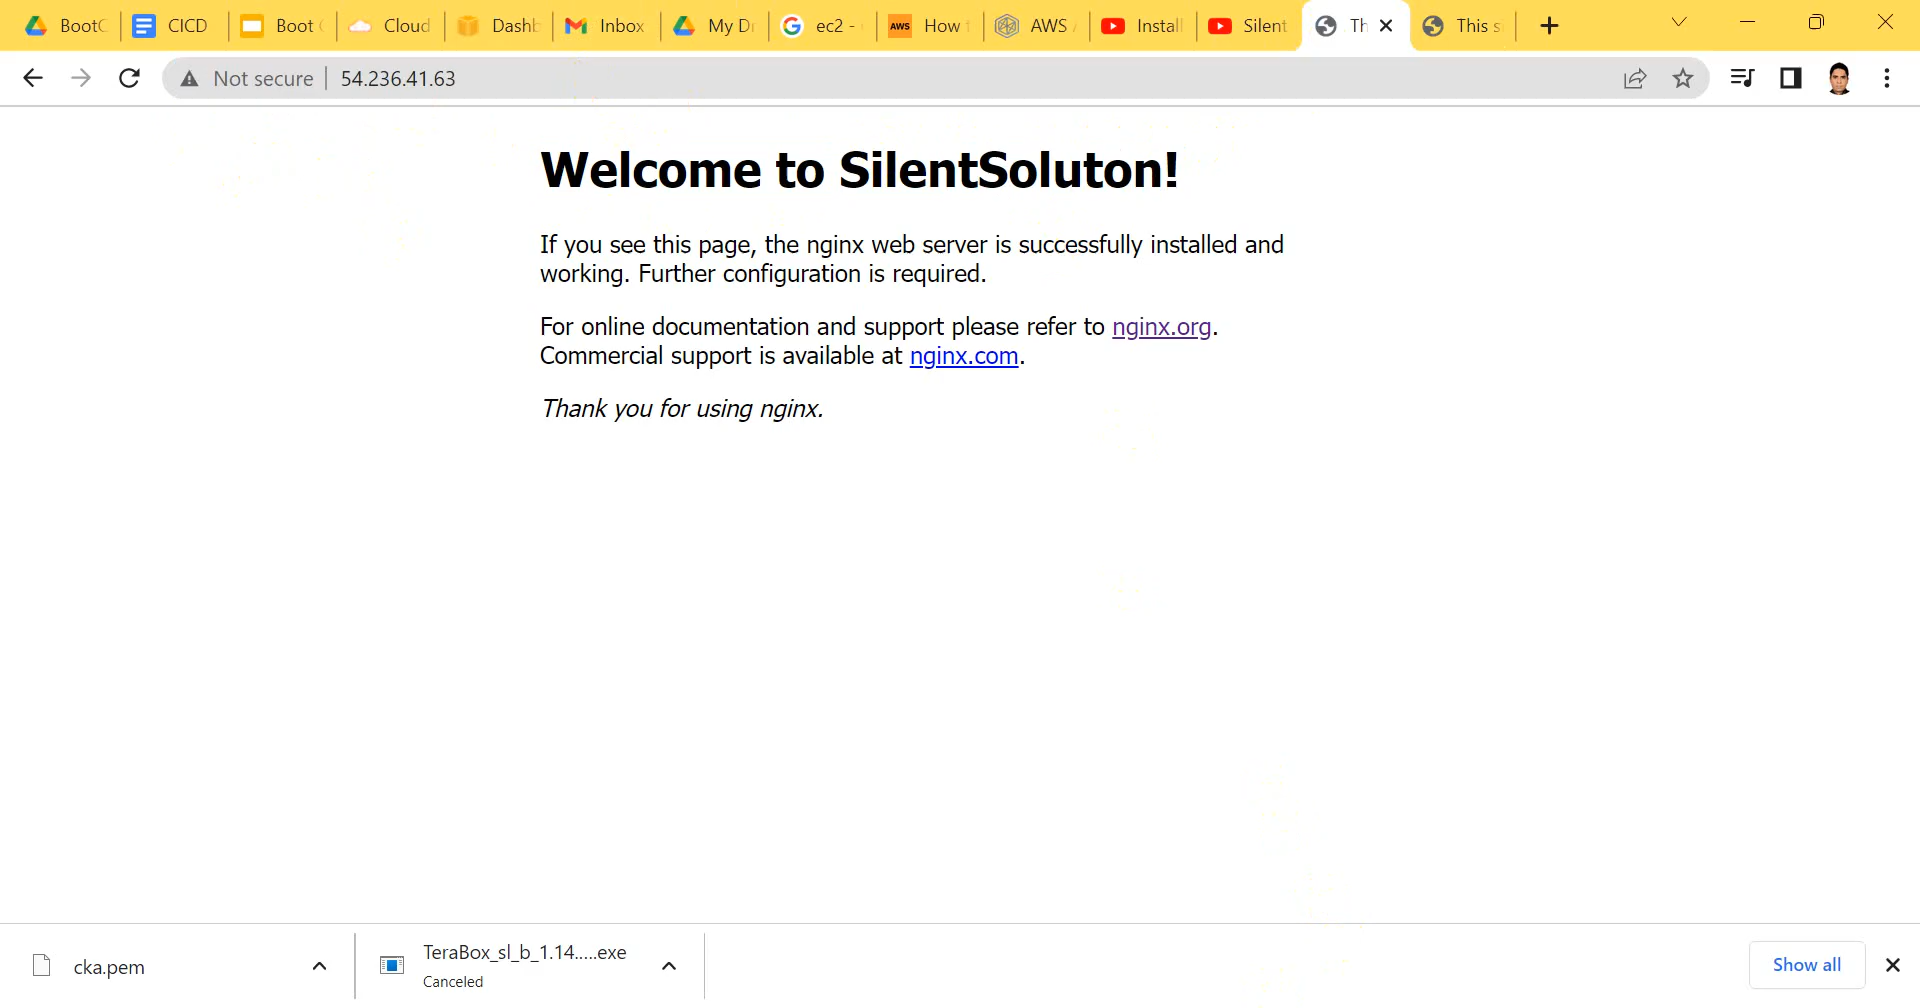 BootC
CICD
Boot
Cloud
Dashb
Inbox
My Dr
ec2 -
aws
How
AWS
Install
Silent
Th
This s
Not secure
54.236.41.63
Welcome to SilentSoluton!
If you see this page, the nginx web server is successfully installed and
working. Further configuration is required.
For online documentation and support please refer to nginx.org.
Commercial support is available at nginx.com.
Thank you for using nginx.
cka.pem
TeraBox_sl_b_1.14.....exe
Canceled
Show all